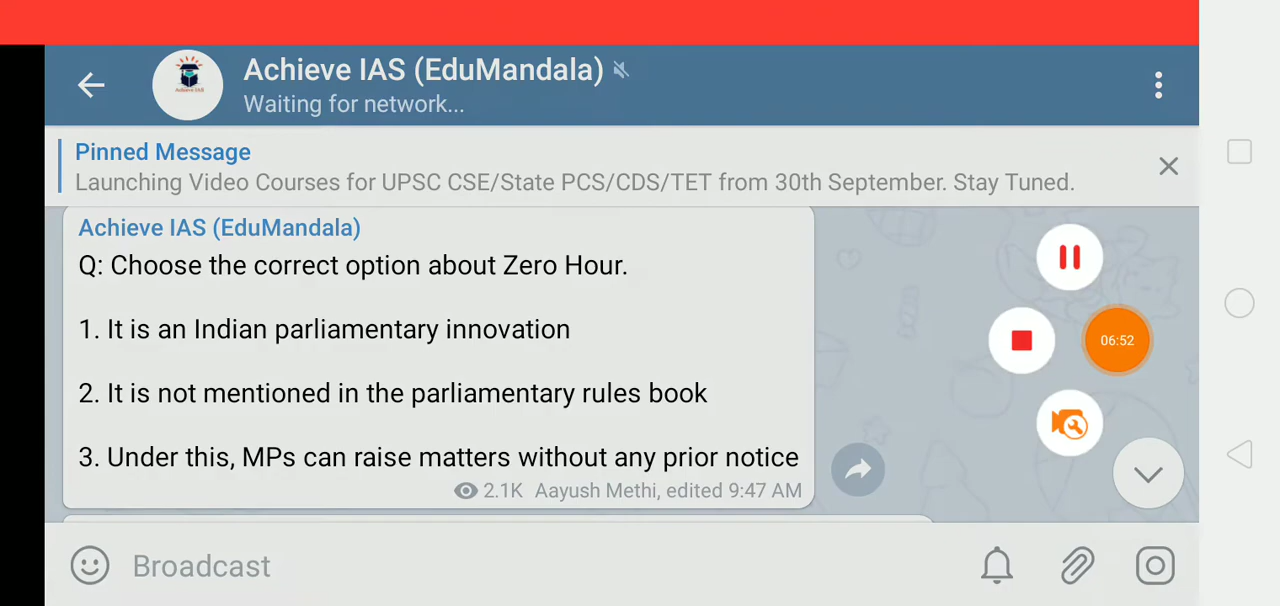 Achieve IAS (EduMandala)
Waiting for network...
Pinned Message
Launching Video Courses for UPSC CSE/State PCS/CDS/TET from 30th September. Stay Tuned.
Achieve IAS (EduMandala)
Q: Choose the correct option about Zero Hour.
1. It is an Indian parliamentary innovation
2. It is not mentioned in the parliamentary rules book
3. Under this, MPs can raise matters without any prior notice
2.1K Aayush Methi, edited 9:47 AM
06:52
Broadcast